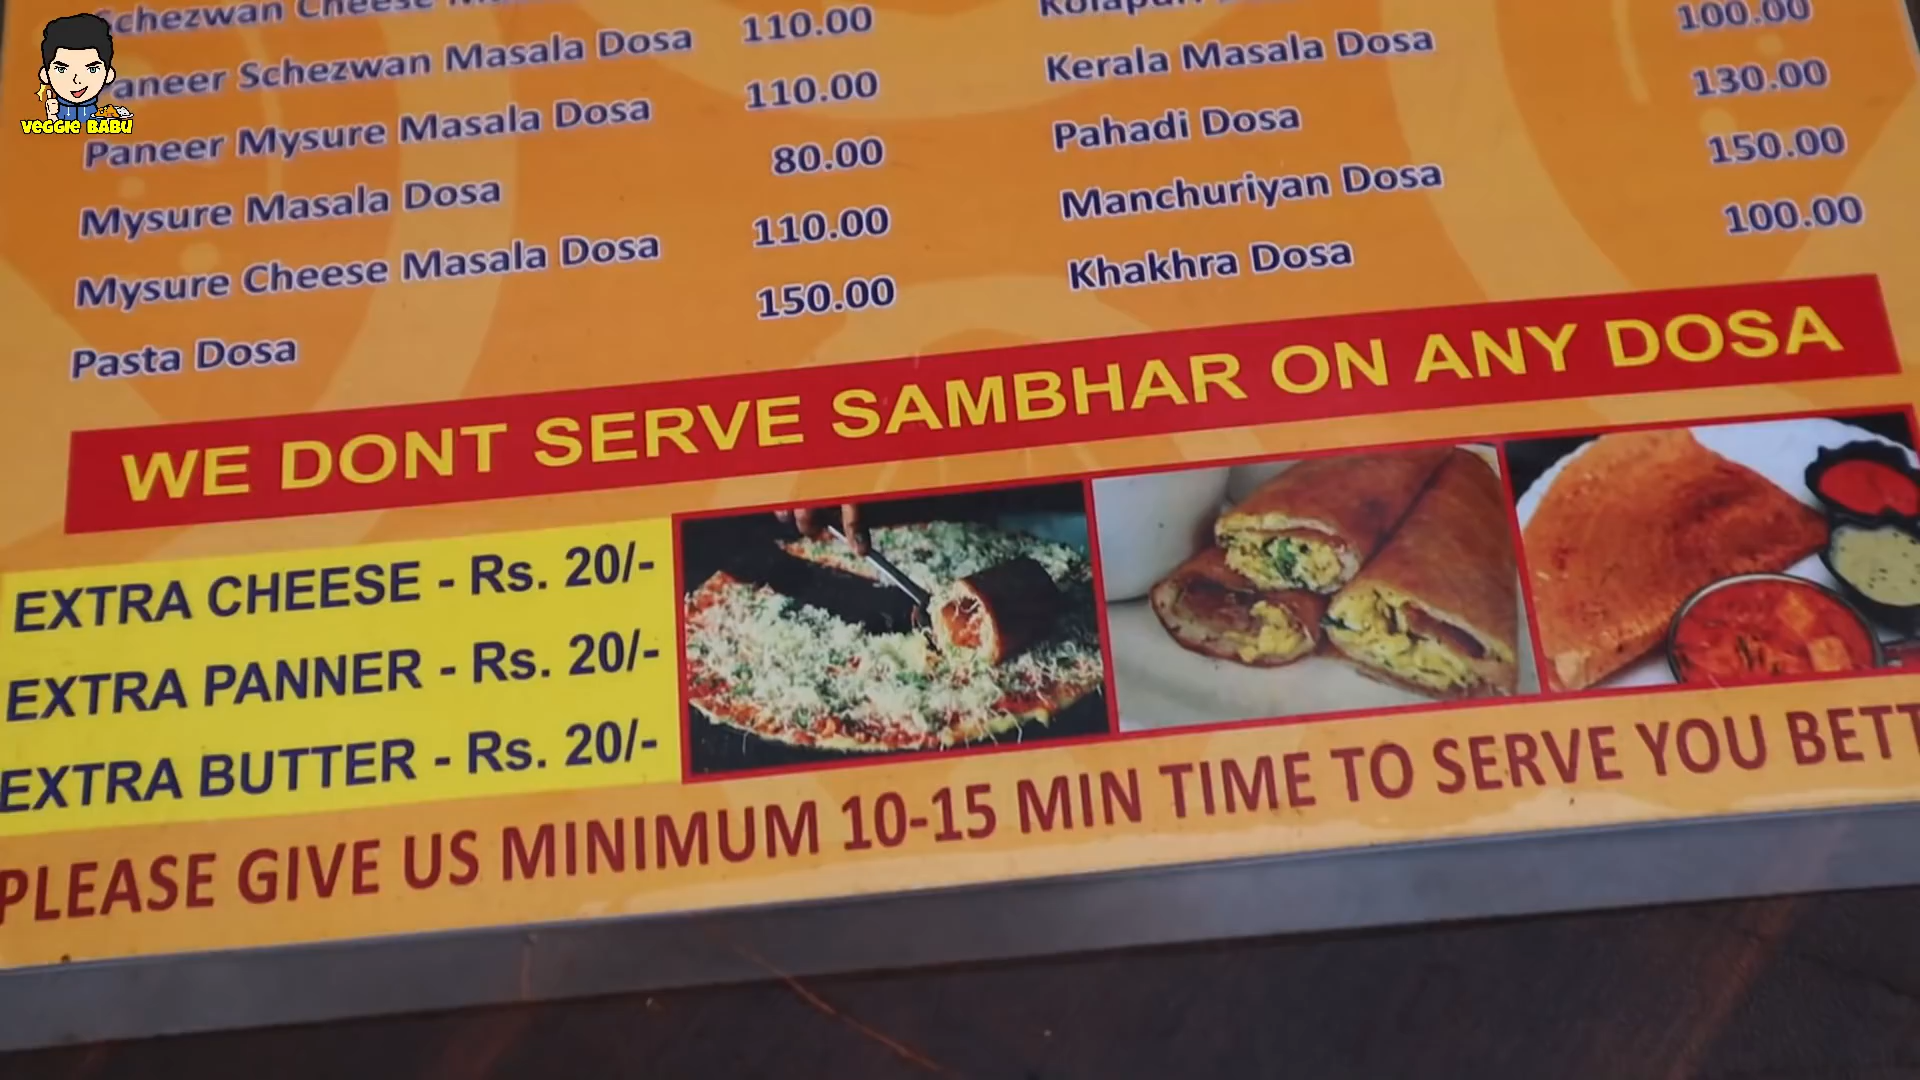 VEGGIE BABU
Schezwan Cheese
Paneer Schezwan Masala Dosa 110.00
Paneer Mysure Masala Dosa 110.00
Mysure Masala Dosa 80.00
Mysure Cheese Masala Dosa 110.00
Pasta Dosa 150.00
Kolapuri
Kerala Masala Dosa 100.00
Pahadi Dosa 130.00
Manchuriyan Dosa 150.00
Khakhra Dosa 100.00
WE DONT SERVE SAMBHAR ON ANY DOSA
EXTRA CHEESE - Rs. 20/-
EXTRA PANNER - Rs. 20/-
EXTRA BUTTER - Rs. 20/-
PLEASE GIVE US MINIMUM 10-15 MIN TIME TO SERVE YOU BETT